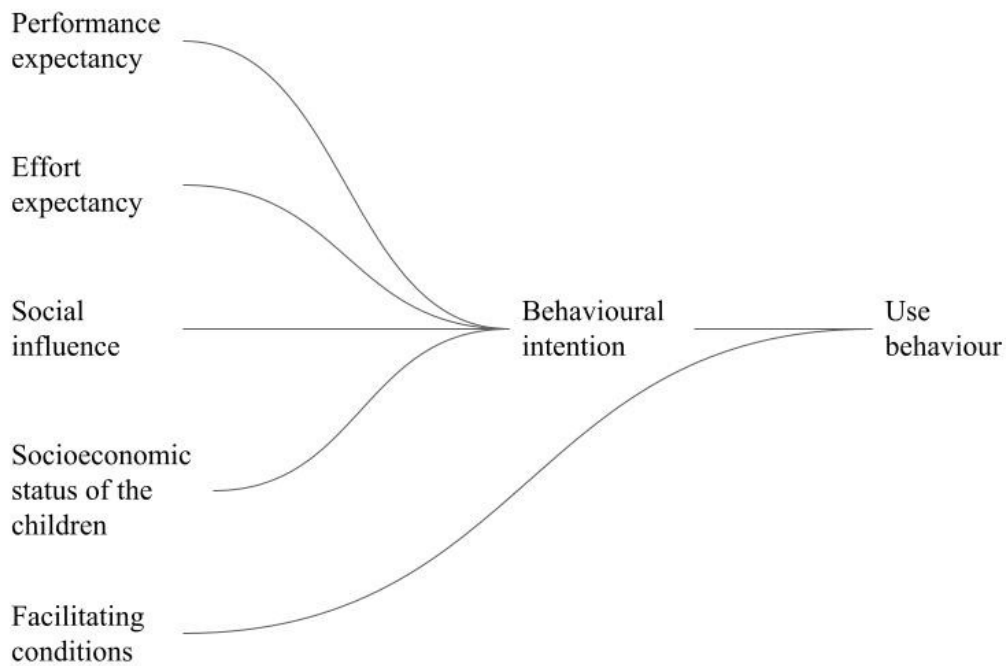 Performance
expectancy
Effort
expectancy
Social
influence
Behavioural
intention
Use
behaviour
Socioeconomic
status of the
children
Facilitating
conditions